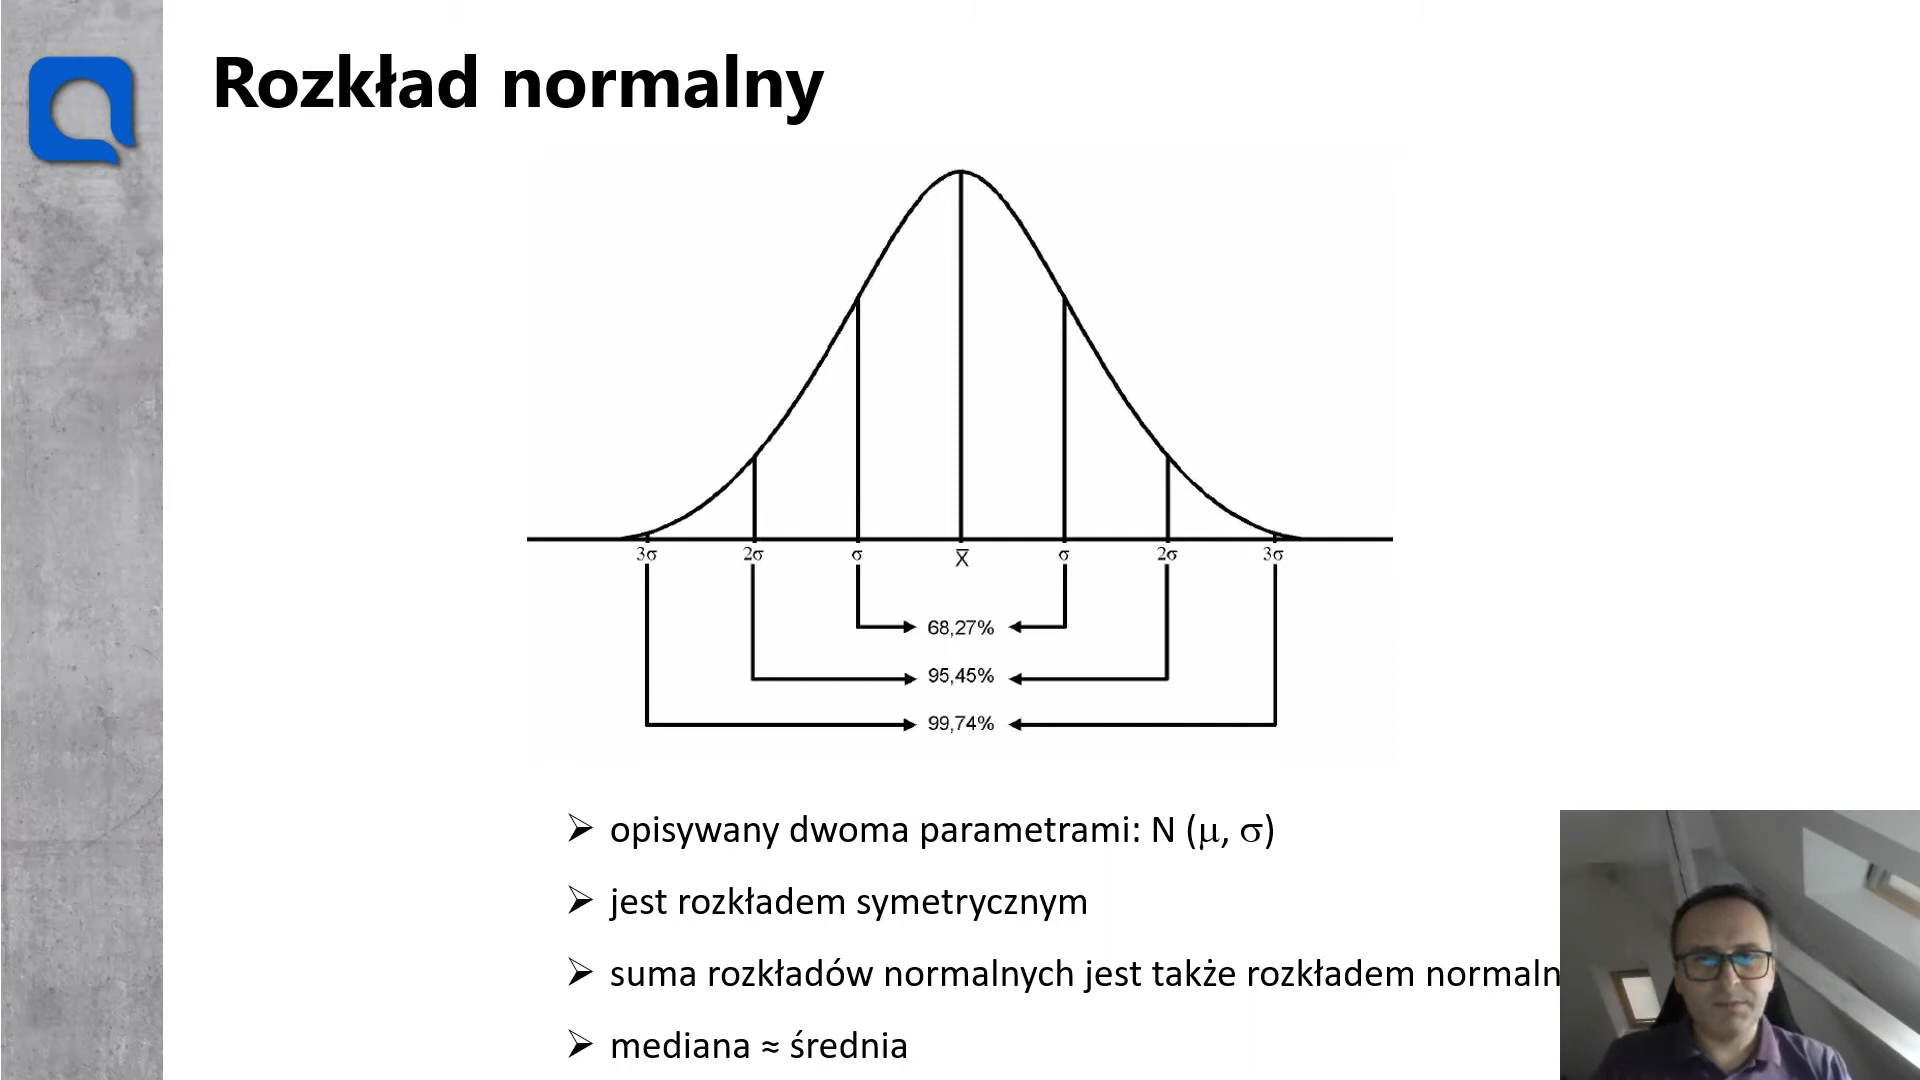 Rozkład normalny
3σ 2σ σ X̅ σ 2σ 3σ
68,27%
95,45%
99,74%
➢ opisywany dwoma parametrami: N (μ, σ)
➢ jest rozkładem symetrycznym
➢ suma rozkładów normalnych jest także rozkładem normaln
➢ mediana ≈ średnia